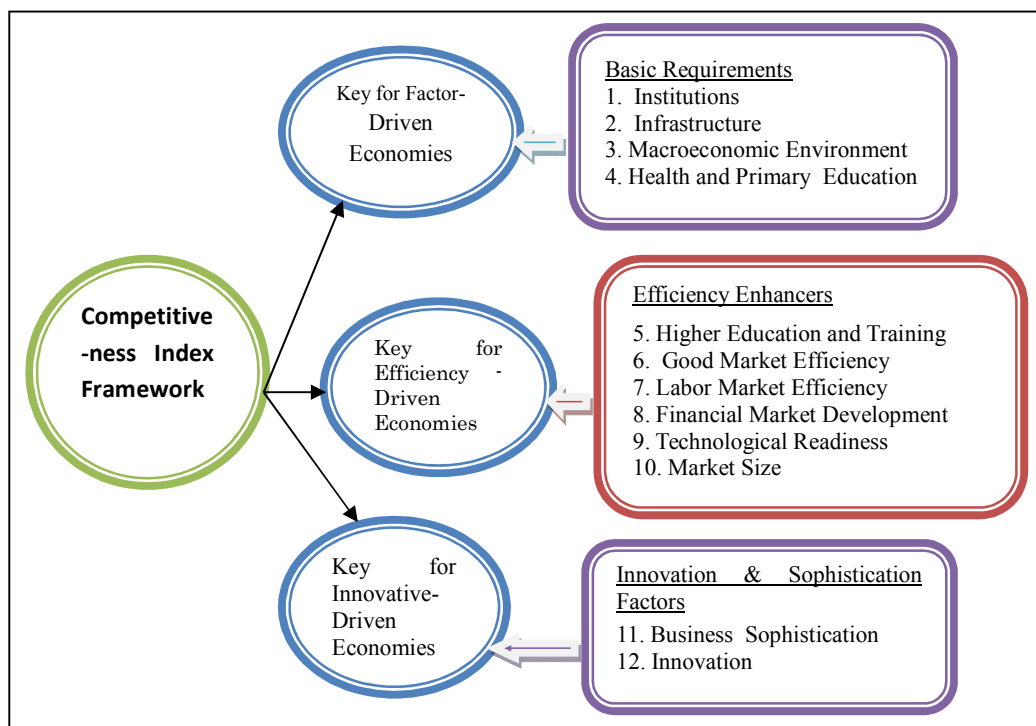 Key for Factor-
Driven
Economies
Basic Requirements
1. Institutions
2. Infrastructure
3. Macroeconomic Environment
4. Health and Primary Education
Competitive
-ness Index
Framework
Key for
Efficiency -
Driven
Economies
Efficiency Enhancers
5. Higher Education and Training
6. Good Market Efficiency
7. Labor Market Efficiency
8. Financial Market Development
9. Technological Readiness
10. Market Size
Key for
Innovative-
Driven
Economies
Innovation & Sophistication
Factors
11. Business Sophistication
12. Innovation